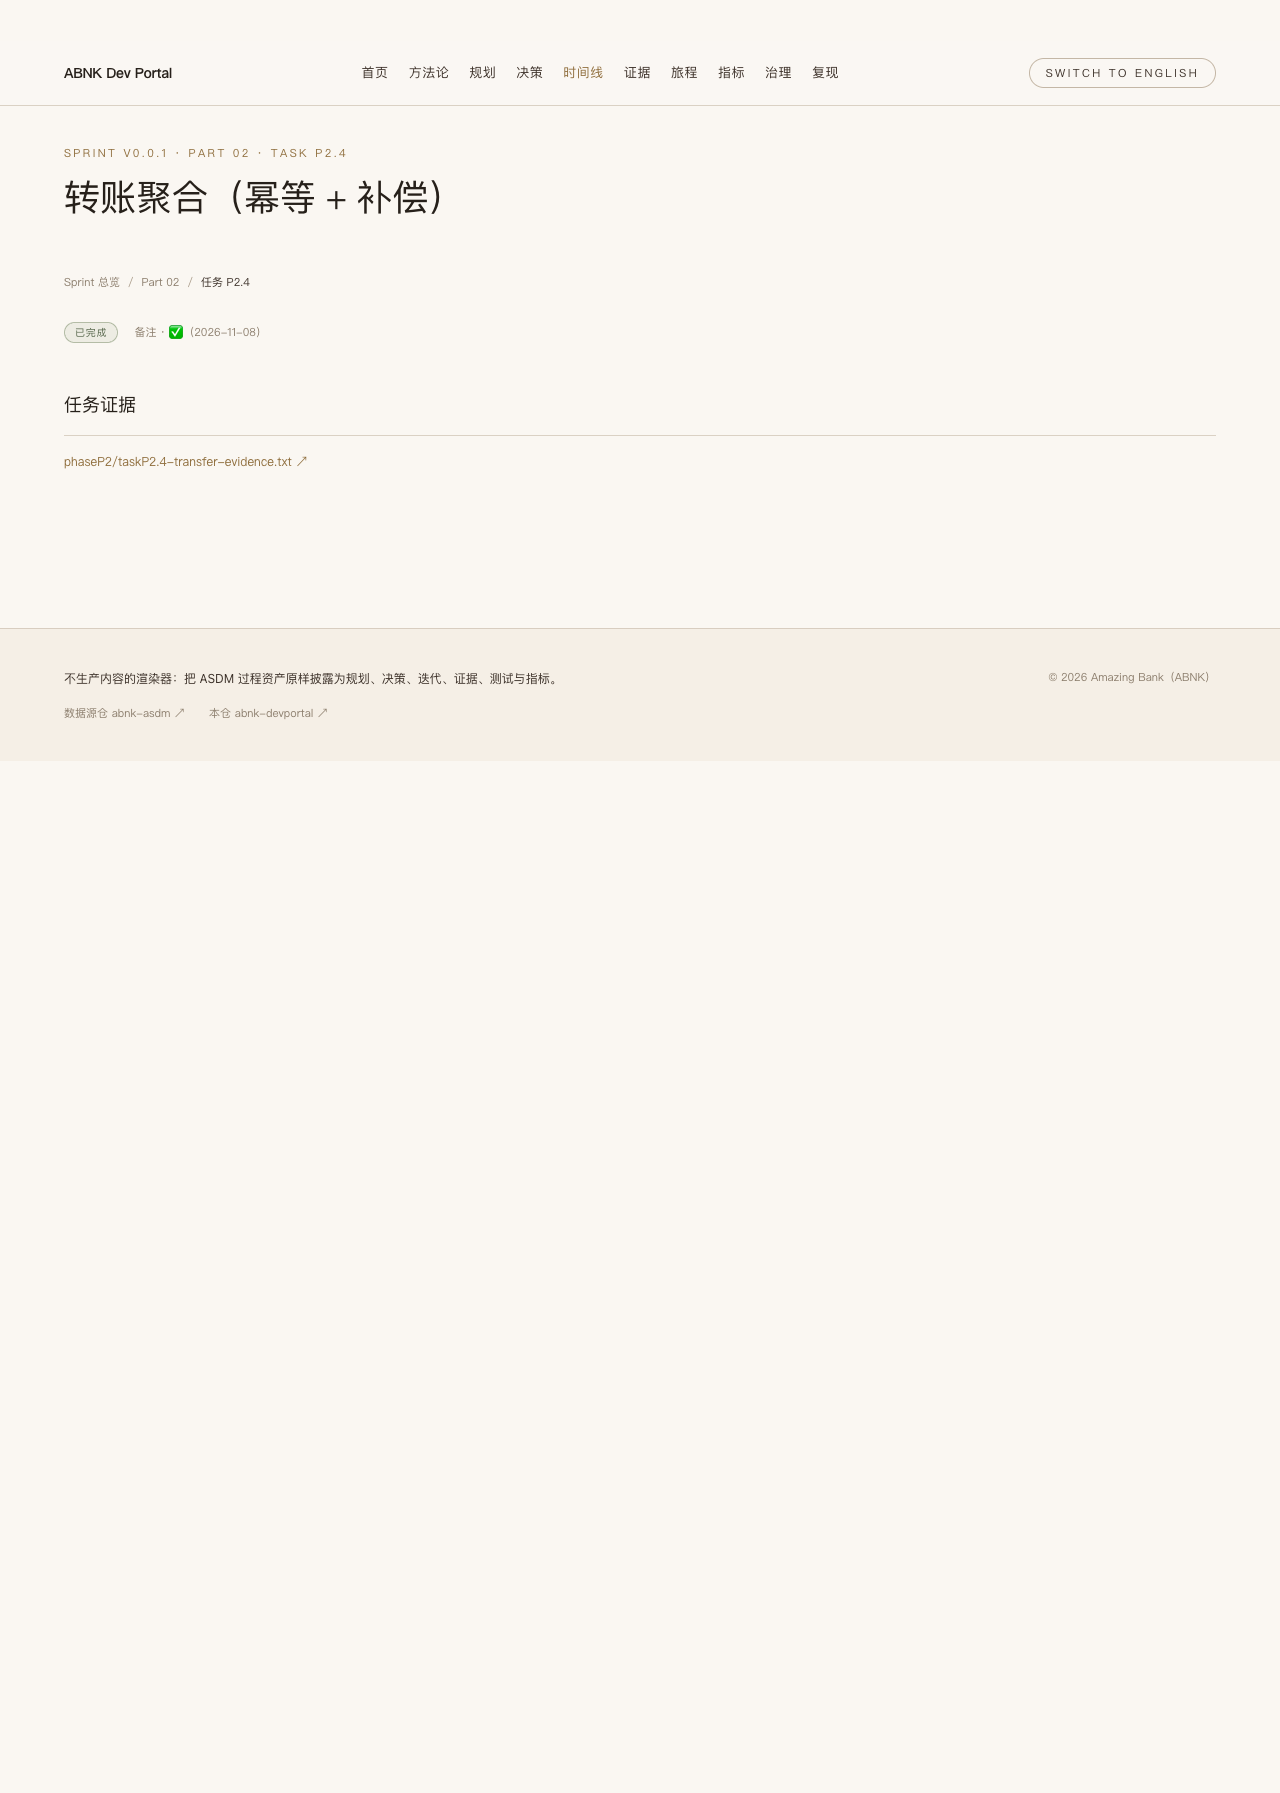 ABNK Dev Portal
首页 方法论 规划 决策 时间线 证据 旅程 指标 治理 复现
SWITCH TO ENGLISH
SPRINT V0.0.1 · PART 02 · TASK P2.4
转账聚合（幂等 + 补偿）
Sprint 总览 / Part 02 / 任务 P2.4
已完成 备注 · ✅（2026-11-08）
任务证据
phaseP2/taskP2.4-transfer-evidence.txt ↗
不生产内容的渲染器：把 ASDM 过程资产原样披露为规划、决策、迭代、证据、测试与指标。
© 2026 Amazing Bank（ABNK）
数据源仓 abnk-asdm ↗ 本仓 abnk-devportal ↗